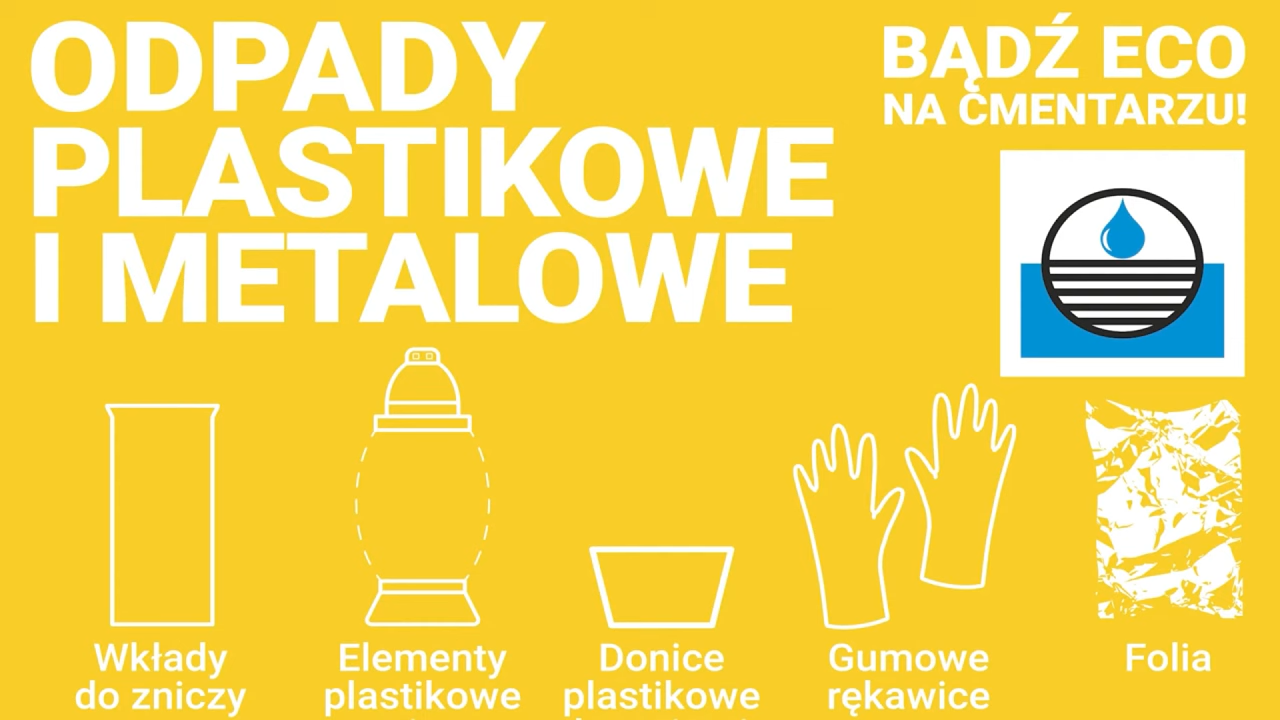 ODPADY
PLASTIKOWE
I METALOWE
BĄDŹ ECO
NA CMENTARZU!
Wkłady
do zniczy
Elementy
plastikowe
Donice
plastikowe
Gumowe
rękawice
Folia